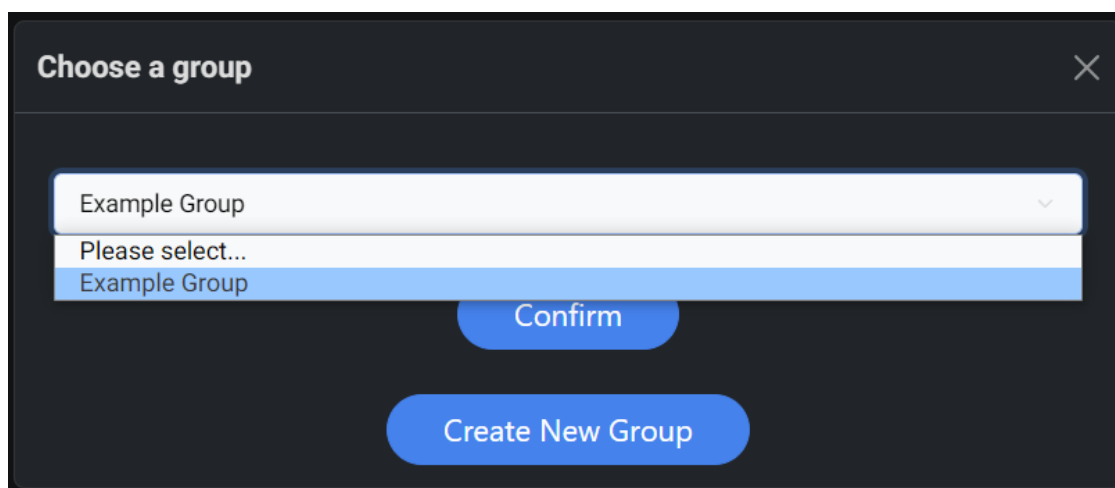 Choose a group
Example Group
Please select...
Example Group
Confirm
Create New Group